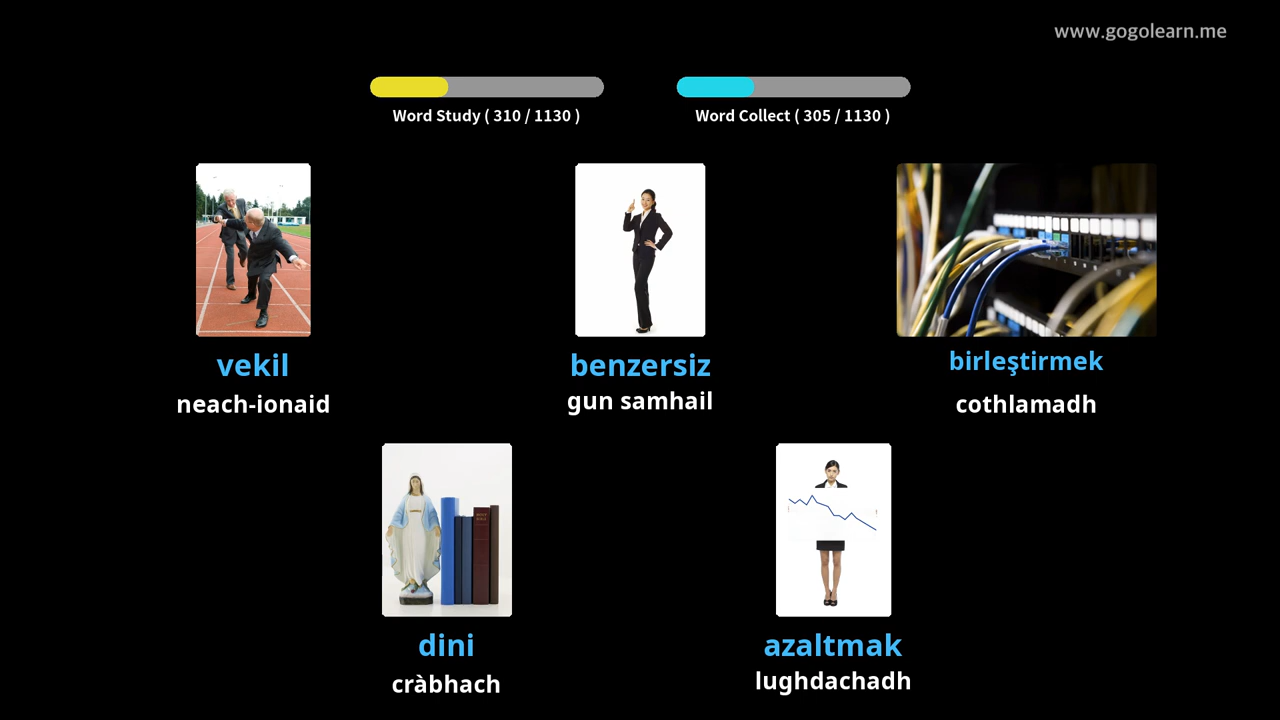 www.gogolearn.me
Word Study ( 310 / 1130 )
Word Collect ( 305 / 1130 )
vekil
neach-ionaid
benzersiz
gun samhail
birleştirmek
cothlamadh
dini
cràbhach
azaltmak
lughdachadh